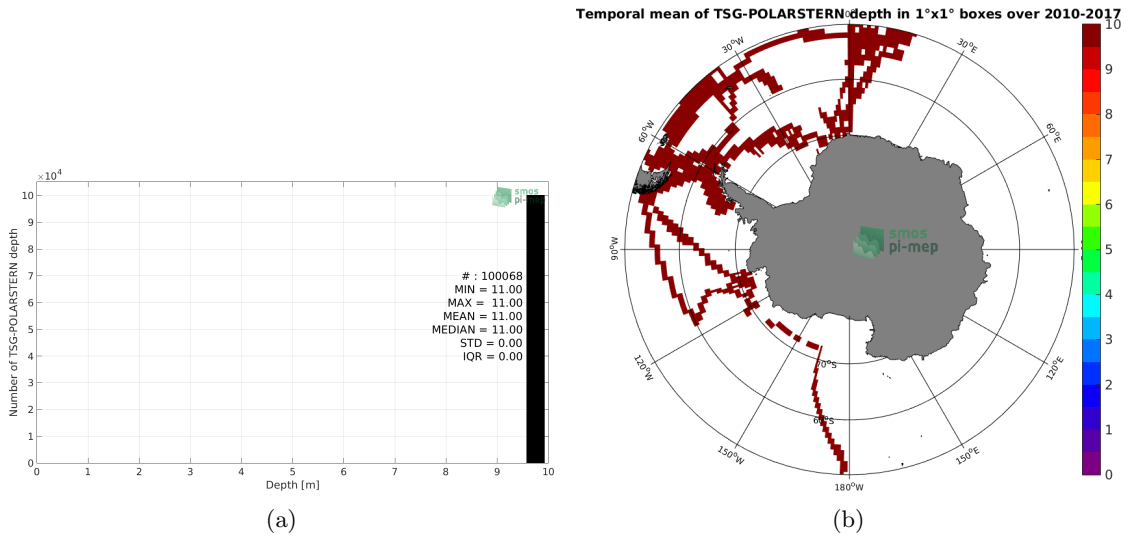 Temporal mean of TSG-POLARSTERN depth in 1°x1° boxes over 2010-2017
×10⁴
10
9
8
7
6
5
4
3
2
1
0
Number of TSG-POLARSTERN depth
smos
pi-mep
# : 100068
MIN = 11.00
MAX = 11.00
MEAN = 11.00
MEDIAN = 11.00
STD = 0.00
IQR = 0.00
0 1 2 3 4 5 6 7 8 9 10
Depth [m]
(a)
30°W
30°E
60°W
60°E
90°W
120°W
120°E
150°W
150°E
180°W
70°S
60°S
smos
pi-mep
10
9
8
7
6
5
4
3
2
1
0
(b)